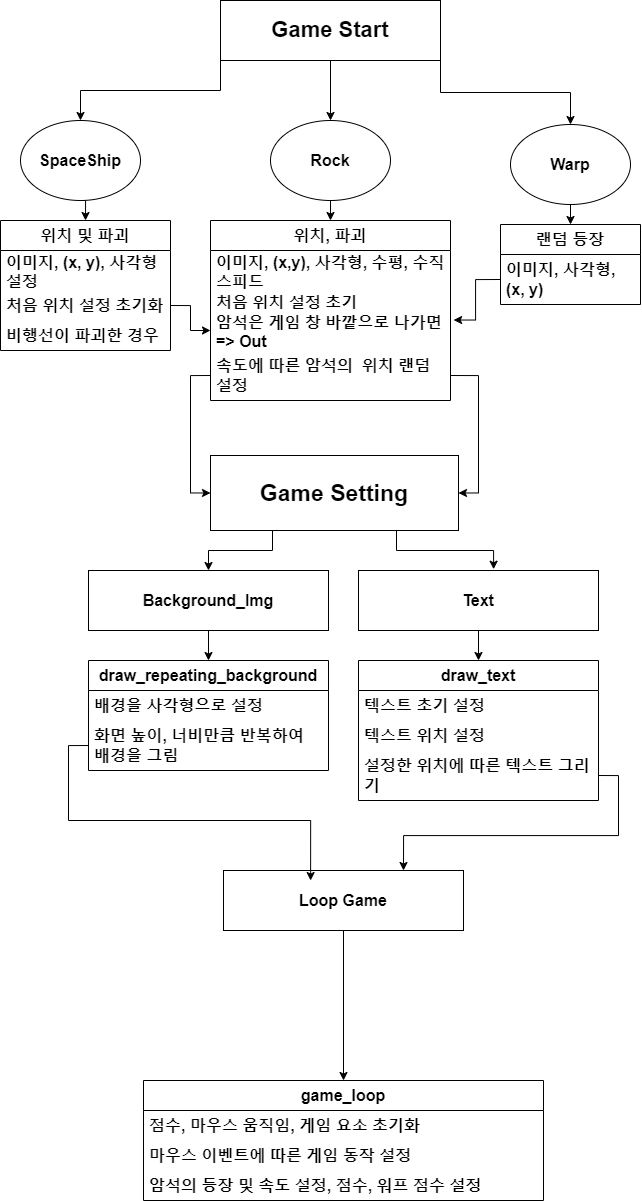 Game Start
SpaceShip
Rock
Warp
위치 및 파괴
이미지, (x, y), 사각형
설정
처음 위치 설정 초기화
비행선이 파괴한 경우
위치, 파괴
이미지, (x,y), 사각형, 수평, 수직
스피드
처음 위치 설정 초기
암석은 게임 창 바깥으로 나가면
=> Out
속도에 따른 암석의 위치 랜덤
설정
랜덤 등장
이미지, 사각형,
(x, y)
Game Setting
Background_Img
Text
draw_repeating_background
배경을 사각형으로 설정
화면 높이, 너비만큼 반복하여
배경을 그림
draw_text
텍스트 초기 설정
텍스트 위치 설정
설정한 위치에 따른 텍스트 그리
기
Loop Game
game_loop
점수, 마우스 움직임, 게임 요소 초기화
마우스 이벤트에 따른 게임 동작 설정
암석의 등장 및 속도 설정, 점수, 워프 점수 설정